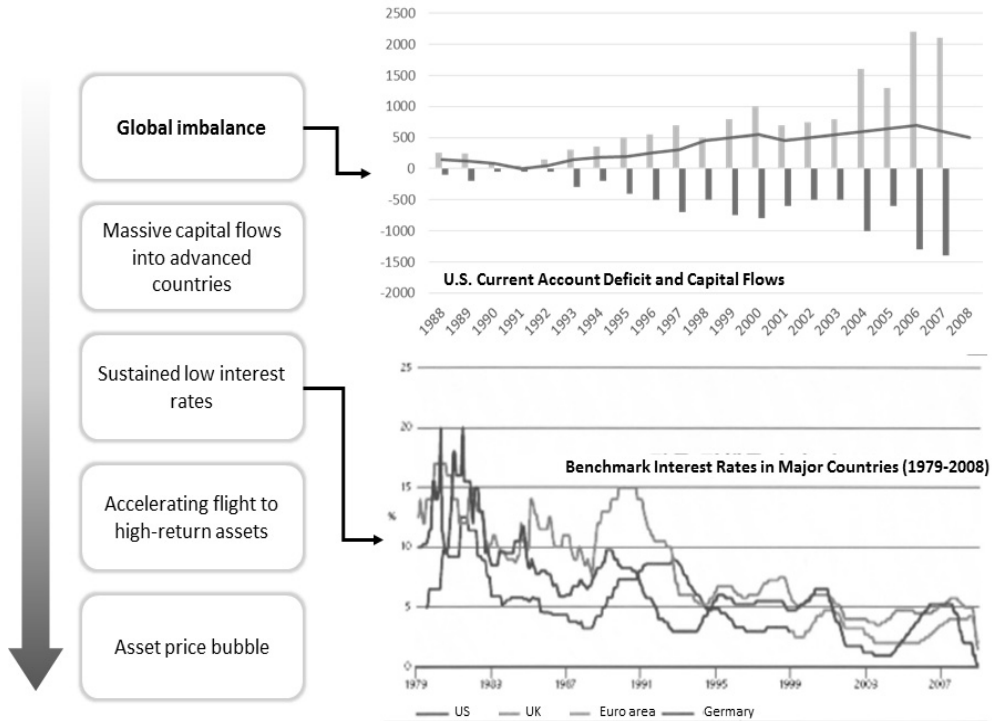 Global imbalance
Massive capital flows
into advanced
countries
Sustained low interest
rates
Accelerating flight to
high-return assets
Asset price bubble
2500
2000
1500
1000
500
0
-500
-1000
-1500
-2000
U.S. Current Account Deficit and Capital Flows
1988 1989 1990 1991 1992 1993 1994 1995 1996 1997 1998 1999 2000 2001 2002 2003 2004 2005 2006 2007 2008
Benchmark Interest Rates in Major Countries (1979-2008)
%
25
20
15
10
5
0
1979 1983 1987 1991 1995 1999 2003 2007
US UK Euro area Germany